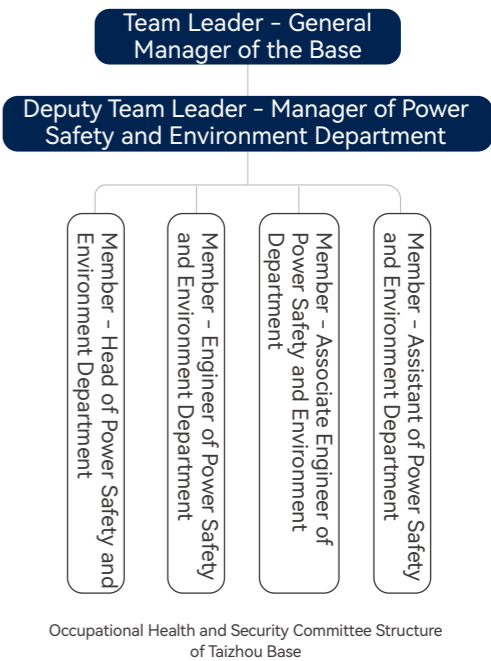 Team Leader - General
Manager of the Base
Deputy Team Leader - Manager of Power
Safety and Environment Department
Member - Head of Power Safety and
Environment Department
Member - Engineer of Power Safety
and Environment Department
Member - Associate Engineer of
Power Safety and Environment
Department
Member - Assistant of Power Safety
and Environment Department
Occupational Health and Security Committee Structure
of Taizhou Base